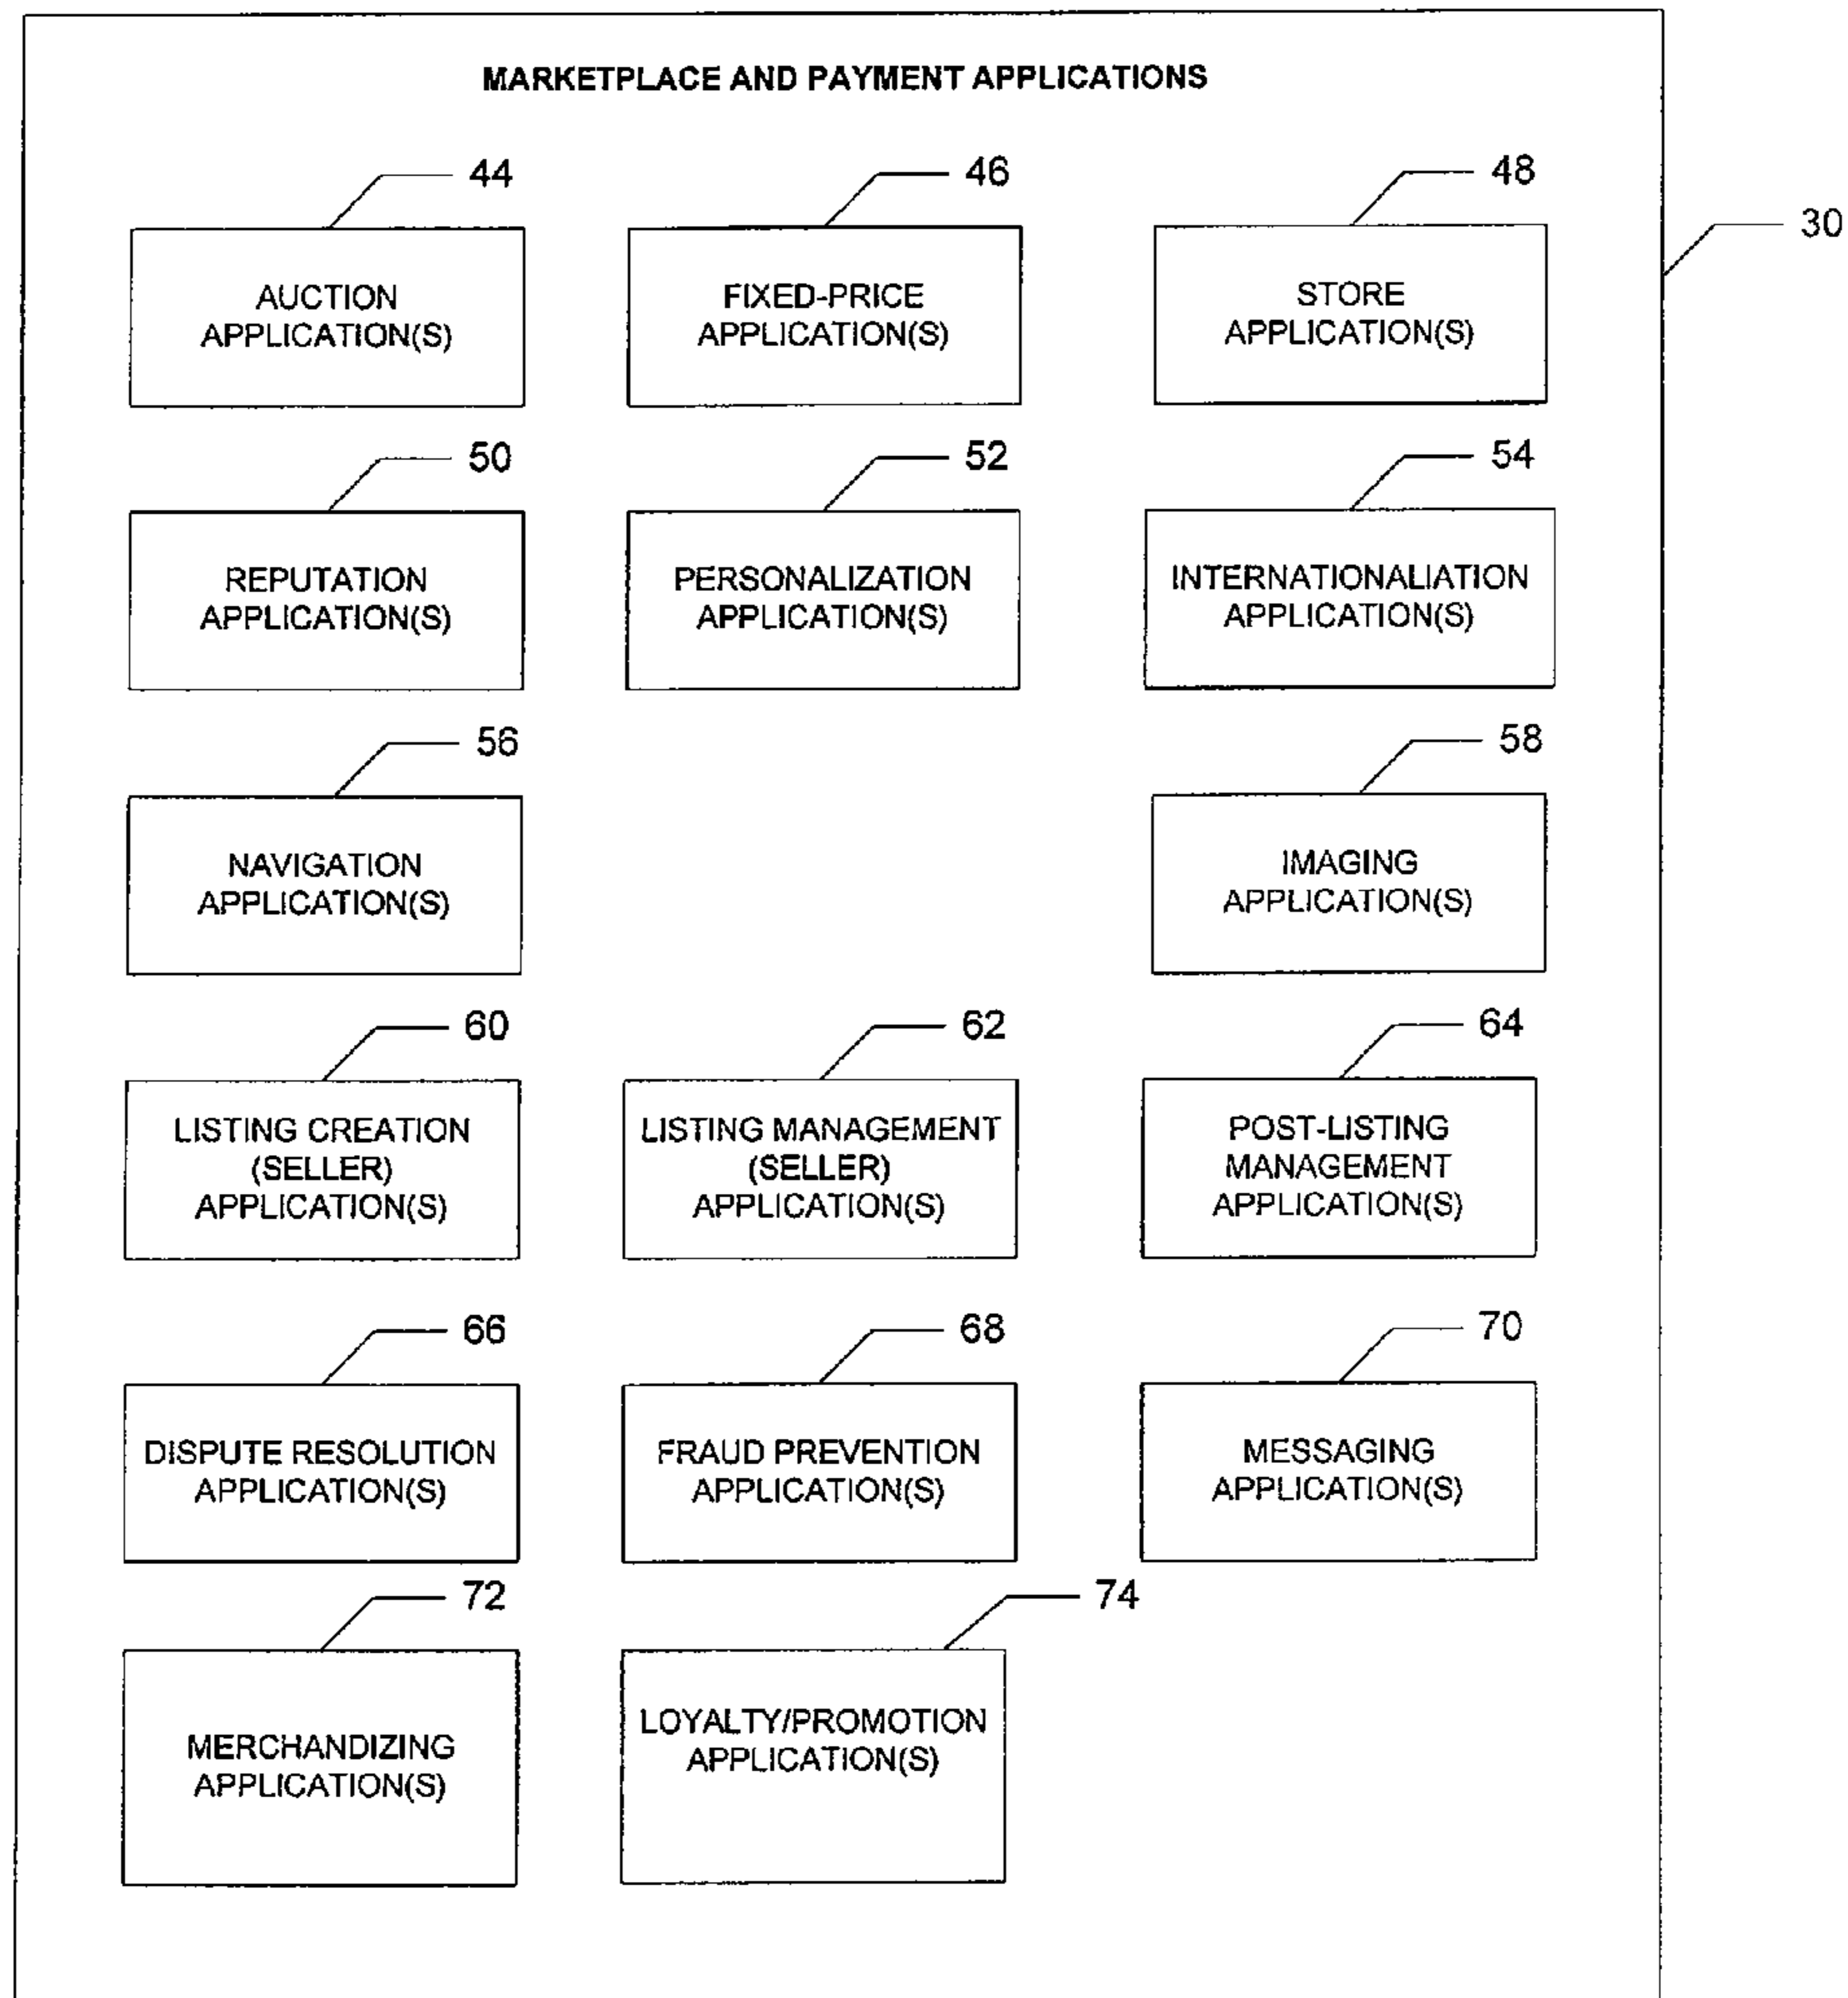 MARKETPLACE AND PAYMENT APPLICATIONS
44
46
48
30
AUCTION
APPLICATION(S)
FIXED-PRICE
APPLICATION(S)
STORE
APPLICATION(S)
50
52
54
REPUTATION
APPLICATION(S)
PERSONALIZATION
APPLICATION(S)
INTERNATIONALIATION
APPLICATION(S)
56
58
NAVIGATION
APPLICATION(S)
IMAGING
APPLICATION(S)
60
62
64
LISTING CREATION
(SELLER)
APPLICATION(S)
LISTING MANAGEMENT
(SELLER)
APPLICATION(S)
POST-LISTING
MANAGEMENT
APPLICATION(S)
66
68
70
DISPUTE RESOLUTION
APPLICATION(S)
FRAUD PREVENTION
APPLICATION(S)
MESSAGING
APPLICATION(S)
72
74
MERCHANDIZING
APPLICATION(S)
LOYALTY/PROMOTION
APPLICATION(S)